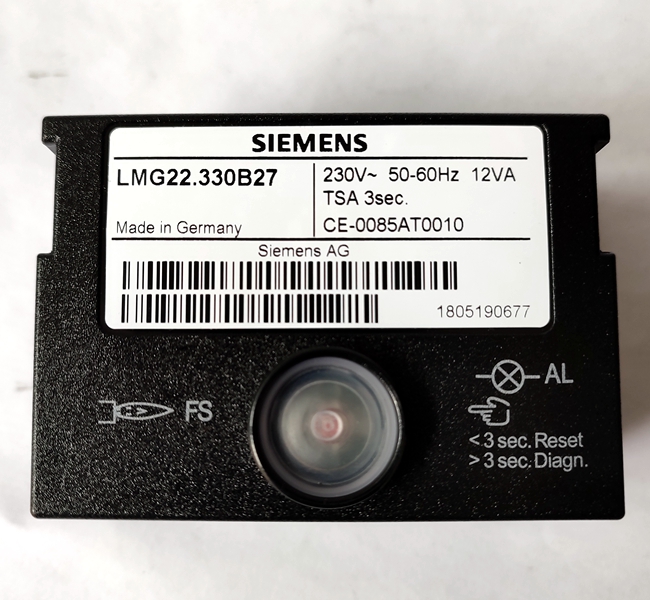 SIEMENS
LMG22.330B27
230V~ 50-60Hz 12VA
TSA 3sec.
Made in Germany
CE-0085AT0010
Siemens AG
1805190677
AL
FS
< 3 sec. Reset
> 3 sec. Diagn.